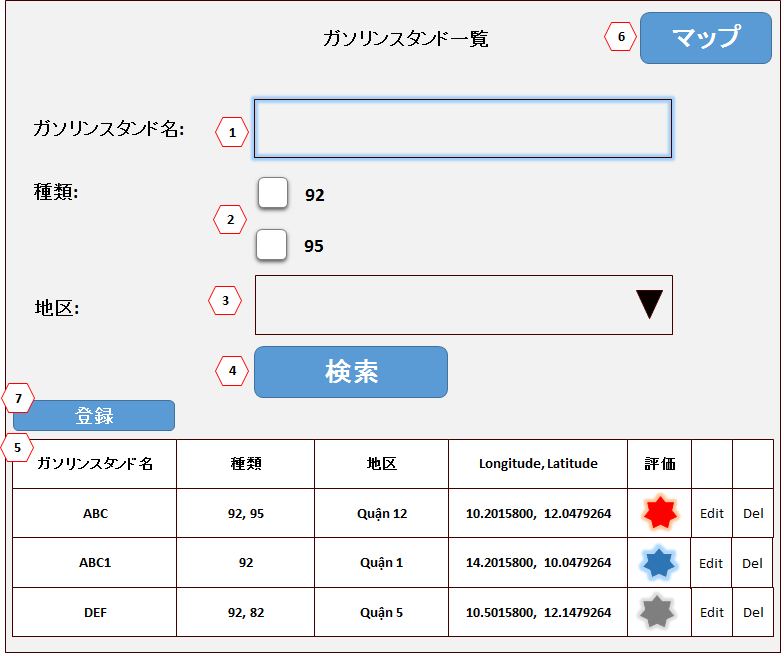 ガソリンスタンド一覧
6
マップ
ガソリンスタンド名:
1
種類:
92
2
95
地区:
3
4
検索
7
登録
5
ガソリンスタンド名 種類 地区 Longitude, Latitude 評価
ABC 92, 95 Quận 12 10.2015800, 12.0479264 Edit Del
ABC1 92 Quận 1 14.2015800, 10.0479264 Edit Del
DEF 92, 82 Quận 5 10.5015800, 12.1479264 Edit Del